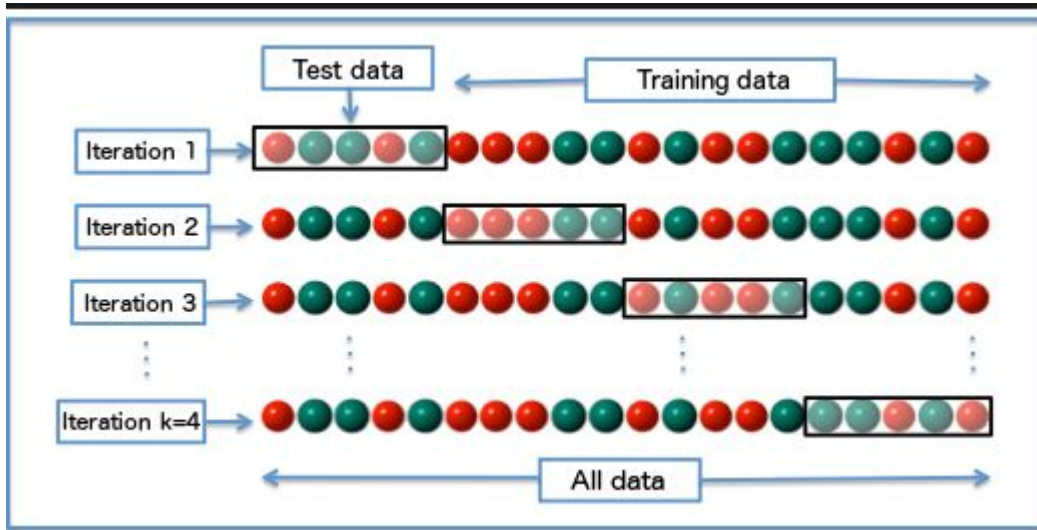 Test data
Training data
Iteration 1
Iteration 2
Iteration 3
Iteration k=4
All data